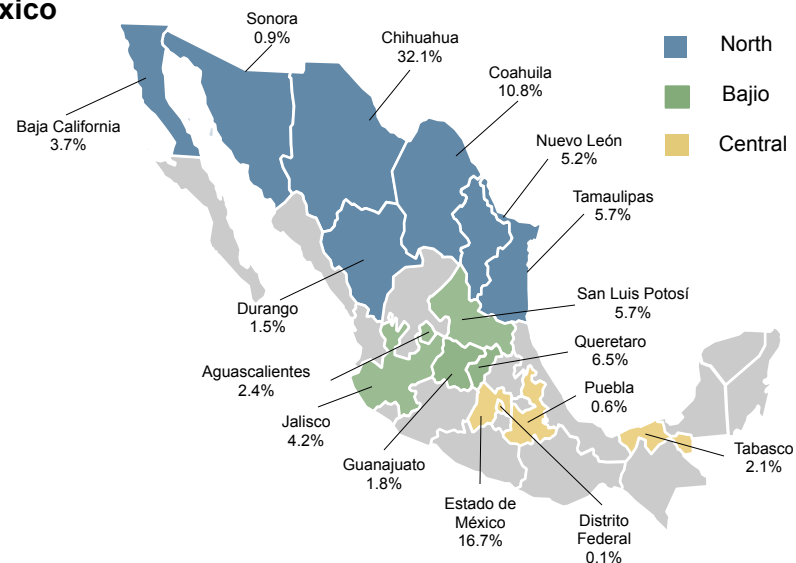 xico
Sonora
0.9%
Chihuahua
32.1%
North
Coahuila
10.8%
Bajio
Baja California
3.7%
Nuevo León
5.2%
Central
Tamaulipas
5.7%
San Luis Potosí
5.7%
Durango
1.5%
Queretaro
6.5%
Aguascalientes
2.4%
Puebla
0.6%
Jalisco
4.2%
Tabasco
2.1%
Guanajuato
1.8%
Estado de
México
16.7%
Distrito
Federal
0.1%